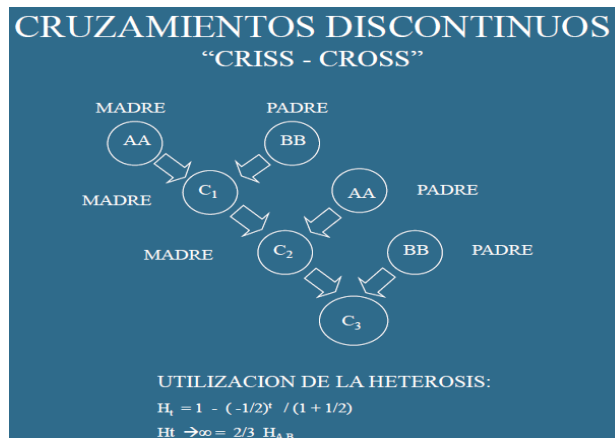 CRUZAMIENTOS DISCONTINUOS
“CRISS - CROSS”
MADRE PADRE
AA BB
MADRE C₁ AA PADRE
MADRE C₂ BB PADRE
C₃
UTILIZACION DE LA HETEROSIS:
Hₜ = 1 - ( -1/2)ᵗ / (1 + 1/2)
Ht →∞ = 2/3 H_AB